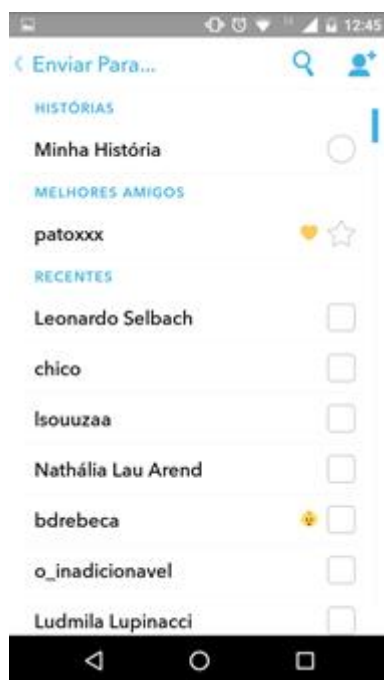 12:45
Enviar Para...
HISTÓRIAS
Minha História
MELHORES AMIGOS
patoxxx
RECENTES
Leonardo Selbach
chico
lsouuzaa
Nathália Lau Arend
bdrebeca
o_inadicionavel
Ludmila Lupinacci